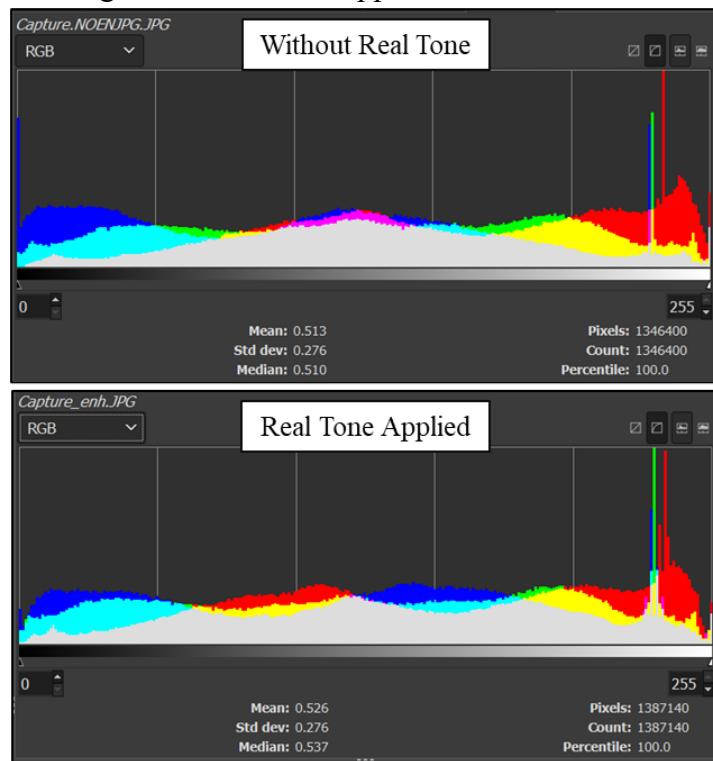 Capture.NOENJPG.JPG
RGB
Without Real Tone
0
255
Mean: 0.513
Pixels: 1346400
Std dev: 0.276
Count: 1346400
Median: 0.510
Percentile: 100.0
Capture_enh.JPG
RGB
Real Tone Applied
0
255
Mean: 0.526
Pixels: 1387140
Std dev: 0.276
Count: 1387140
Median: 0.537
Percentile: 100.0